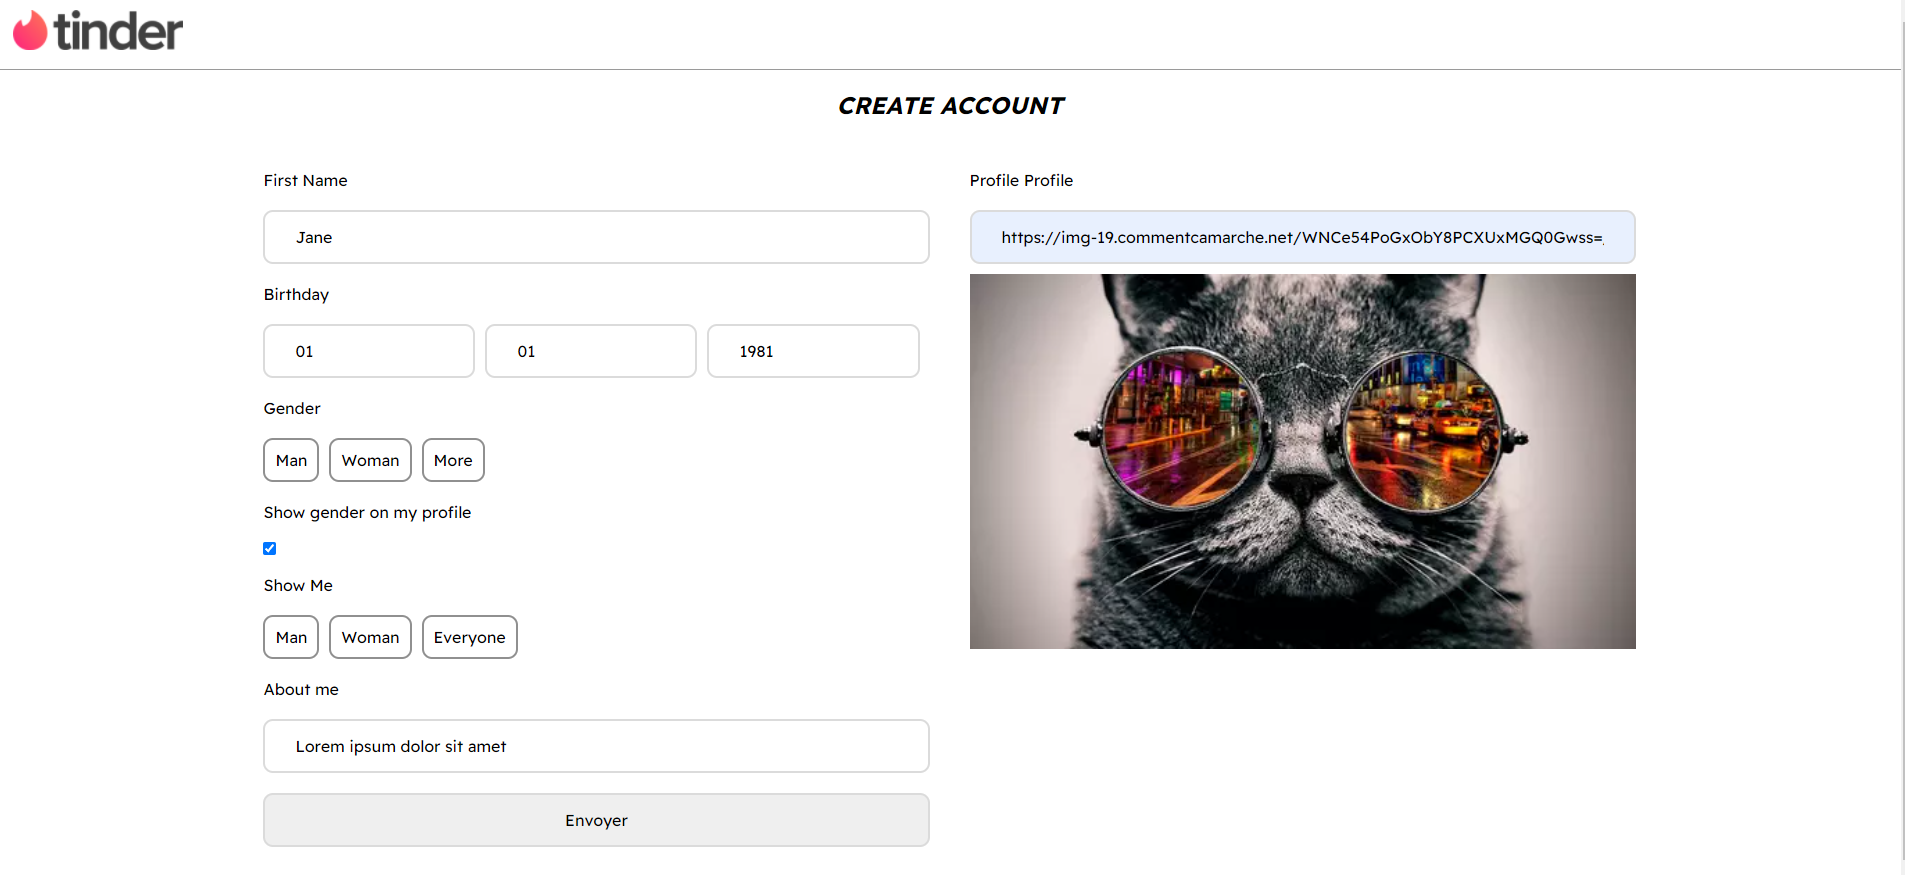 tinder
CREATE ACCOUNT
First Name
Jane
Birthday
01 01 1981
Gender
Man Woman More
Show gender on my profile
Show Me
Man Woman Everyone
About me
Lorem ipsum dolor sit amet
Envoyer
Profile Profile
https://img-19.commentcamarche.net/WNCe54PoGxObY8PCXUxMGQ0Gwss=